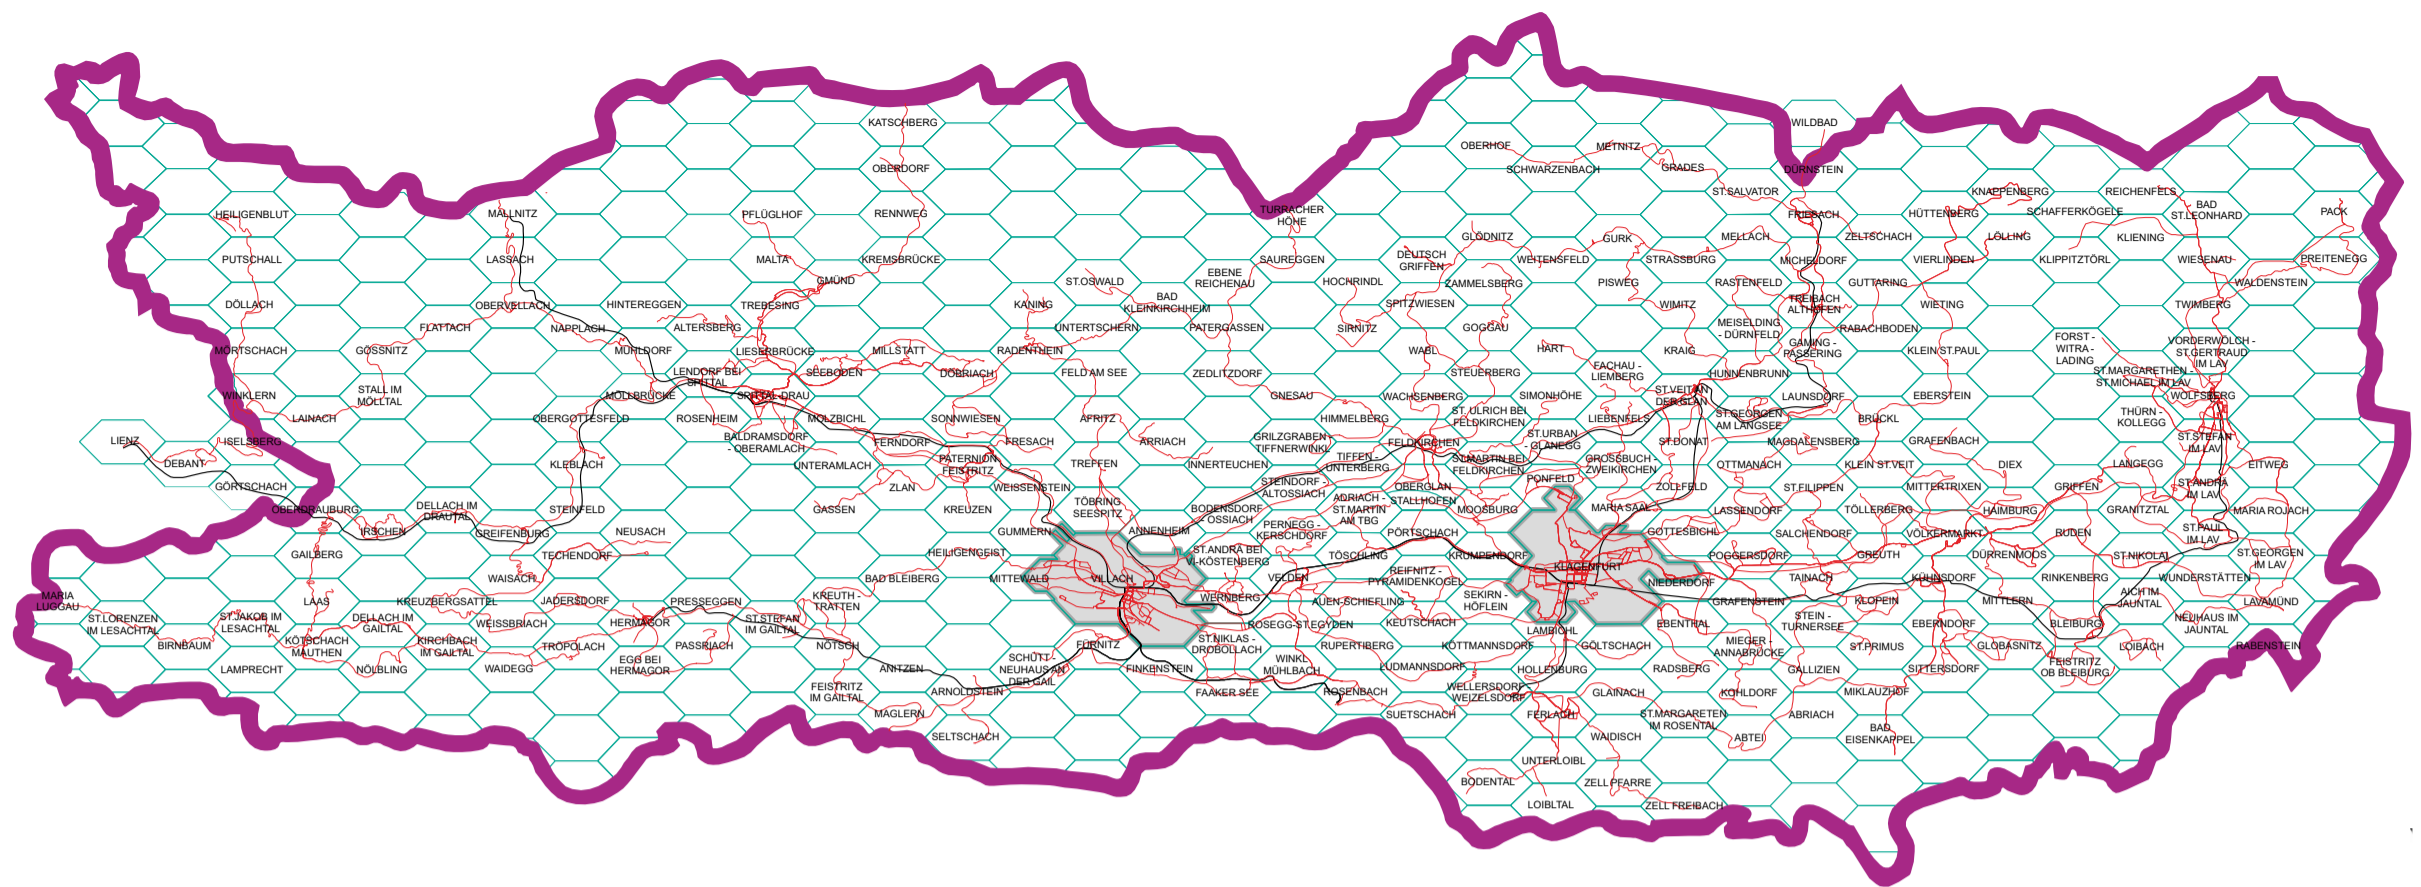 KATSCHBERG
WILDBAD
OBERHOF
METNITZ
OBERDORF
SCHWARZENBACH
GRADES
DÜRNSTEIN
ST.SALVATOR
KNAPPENBERG
REICHENFELS
HEILIGENBLUT
MALLNITZ
PFLÜGLHOF
RENNWEG
TURRACHER
HÖHE
FRIESACH
HÜTTENBERG
SCHAFFERKÖGELE
BAD
ST.LEONHARD
PACK
GLÖDNITZ
GURK
MELLACH
ZELTSCHACH
LÖLLING
KLIENING
PUTSCHALL
LASSACH
MALTA
KREMSBRÜCKE
SAUREGGEN
DEUTSCH
GRIFFEN
WEITENSFELD
STRASSBURG
MICHELDORF
VIERLINDEN
KLIPPITZTÖRL
WIESENAU
PREITENEGG
GMÜND
ST.OSWALD
EBENE
REICHENAU
HOCHRINDL
ZAMMELSBERG
PISWEG
RASTENFELD
GUTTARING
WALDENSTEIN
DÖLLACH
OBERVELLACH
HINTEREGGEN
TREBESING
KANING
BAD
KLEINKIRCHHEIM
SPITZWIESEN
WIMITZ
TREIBACH
ALTHOFEN
WIETING
TWIMBERG
FLATTACH
NAPPLACH
ALTERSBERG
UNTERTSCHERN
PATERGASSEN
SIRNITZ
GOGGAU
MEISELDING
- DÜRNFELD
RABACHBODEN
MÖRTSCHACH
GÖSSNITZ
MÜHLDORF
LIESERBRÜCKE
MILLSTATT
RADENTHEIN
WABL
HART
KRAIG
GAMING -
PASSERING
KLEIN ST.PAUL
FORST -
WITRA -
LADING
VORDERWÖLCH -
ST.GERTRAUD
IM LAV
LENDORF BEI
SPITTAL
SEEBODEN
DÖBRIACH
FELD AM SEE
ZEDLITZDORF
STEUERBERG
FACHAU -
LIEMBERG
HUNNENBRUNN
ST.MARGARETHEN -
ST.MICHAEL IM LAV
WINKLERN
STALL IM
MÖLLTAL
MÖLLBRÜCKE
SPITTAL-DRAU
GNESAU
WACHSENBERG
SIMONHÖHE
ST.VEIT AN
DER GLAN
LAUNSDORF
EBERSTEIN
WOLFSBERG
LAINACH
OBERGOTTESFELD
ROSENHEIM
MOLZBICHL
SONNWIESEN
AFRITZ
HIMMELBERG
ST.ULRICH BEI
FELDKIRCHEN
LIEBENFELS
ST.GEORGEN
AM LÄNGSEE
BRÜCKL
THÜRN -
KOLLEGG
LIENZ
ISELSBERG
BALDRAMSDORF
- OBERAMLACH
FERNDORF
FRESACH
ARRIACH
GRILZGRABEN -
TIFFNERWINKL
FELDKIRCHEN
ST.URBAN
- GLANEGG
ST.DONAT
MAGDALENSBERG
GRAFENBACH
ST.STEFAN
IM LAV
DEBANT
KLEBLACH
UNTERAMLACH
PATERNION
FEISTRITZ
TREFFEN
INNERTEUCHEN
TIFFEN -
UNTERBERG
ST.MARTIN BEI
FELDKIRCHEN
GROSSBUCH -
ZWEIKIRCHEN
OTTMANACH
KLEIN ST.VEIT
DIEX
LANGEGG
EITWEG
GÖRTSCHACH
ZLAN
WEISSENSTEIN
STEINDORF -
ALTOSSIACH
OBERGLAN
PONFELD
ZOLLFELD
ST.FILIPPEN
MITTERTRIXEN
GRIFFEN
ST.ANDRÄ
IM LAV
OBERDRAUBURG
DELLACH IM
DRAUTAL
STEINFELD
GASSEN
KREUZEN
TÖBRING
SEESPITZ
BODENSDORF
- OSSIACH
ADRIACH -
ST.MARTIN
AM TBG
STALLHOFEN
MOOSBURG
MARIA SAAL
LASSENDORF
TÖLLERBERG
HAIMBURG
GRANITZTAL
MARIA ROJACH
IRSCHEN
GREIFENBURG
NEUSACH
GUMMERN
ANNENHEIM
PERNEGG -
KERSCHDORF
PÖRTSCHACH
GOTTESBICHL
SALCHENDORF
VÖLKERMARKT
RUDEN
ST.PAUL
IM LAV
GAILBERG
TECHENDORF
HEILIGENGEIST
ST.ANDRÄ BEI
VI-KÖSTENBERG
TÖSCHLING
KRUMPENDORF
POGGERSDORF
GREUTH
DÜRRENMOOS
ST.NIKOLAI
ST.GEORGEN
IM LAV
WAISACH
BAD BLEIBERG
MITTEWALD
VILLACH
VELDEN
REIFNITZ -
PYRAMIDENKOGEL
KLAGENFURT
NIEDERDORF
TAINACH
KÜHNSDORF
RINKENBERG
WUNDERSTÄTTEN
MARIA
LUGGAU
LAAS
KREUZBERGSATTEL
JADERSDORF
PRESSEGGEN
KREUTH -
TRATTEN
WERNBERG
AUEN-SCHIEFLING
SEKIRN -
HÖFLEIN
GRAFENSTEIN
KLOPEIN
MITTLERN
AICH IM
JAUNTAL
LAVAMÜND
ST.LORENZEN
IM LESACHTAL
ST.JAKOB IM
LESACHTAL
DELLACH IM
GAILTAL
WEISSBRIACH
HERMAGOR
ST.STEFAN
IM GAILTAL
ROSEGG-ST.EGYDEN
KEUTSCHACH
LAMBICHL
EBENTHAL
STEIN -
TURNERSEE
EBERNDORF
BLEIBURG
NEUHAUS IM
JAUNTAL
BIRNBAUM
KÖTSCHACH
MAUTHEN
KIRCHBACH
IM GAILTAL
TRÖPOLACH
PASSRIACH
NÖTSCH
FÜRNITZ
ST.NIKLAS -
DROBOLLACH
RUPERTIBERG
KÖTTMANNSDORF
GÖLTSCHACH
MIEGER -
ANNABRÜCKE
ST.PRIMUS
GLOBASNITZ
LOIBACH
RABENSTEIN
LAMPRECHT
NÖLBLING
WAIDEGG
EGG BEI
HERMAGOR
ANITZEN
SCHÜTT -
NEUHAUS AN
DER GAIL
FINKENSTEIN
WINKL
MÜHLBACH
LUDMANNSDORF
HOLLENBURG
RADSBERG
GALLIZIEN
SITTERSDORF
FEISTRITZ
OB BLEIBURG
FEISTRITZ
IM GAILTAL
ARNOLDSTEIN
FAAKER SEE
ROSENBACH
WELLERSDORF
WEIZELSDORF
GLAINACH
KOHLDORF
MIKLAUZHOF
MAGLERN
SUETSCHACH
FERLACH
ST.MARGARETEN
IM ROSENTAL
ABRIACH
SELTSCHACH
WAIDISCH
ABTEI
BAD
EISENKAPPEL
UNTERLOIBL
BODENTAL
ZELL PFARRE
LOIBLTAL
ZELL FREIBACH